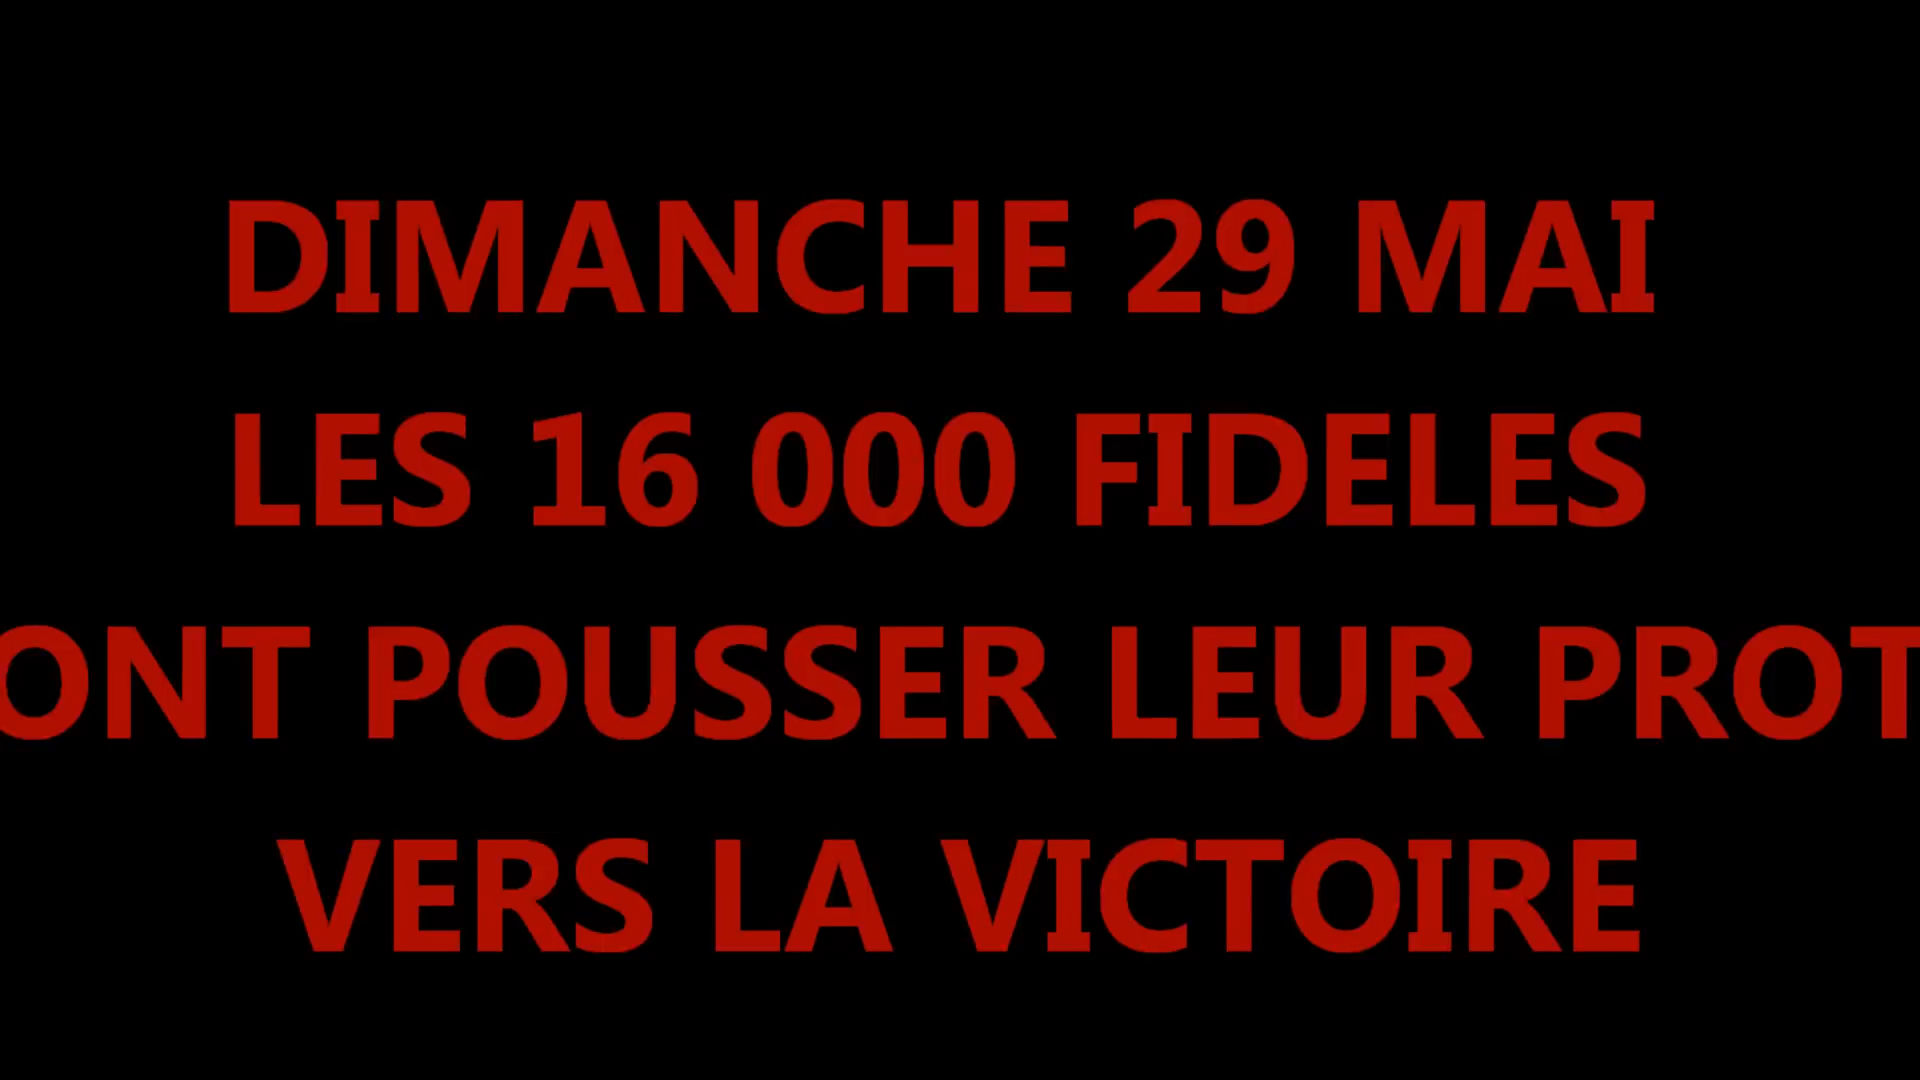 DIMANCHE 29 MAI
LES 16 000 FIDELES
ONT POUSSER LEUR PROT
VERS LA VICTOIRE